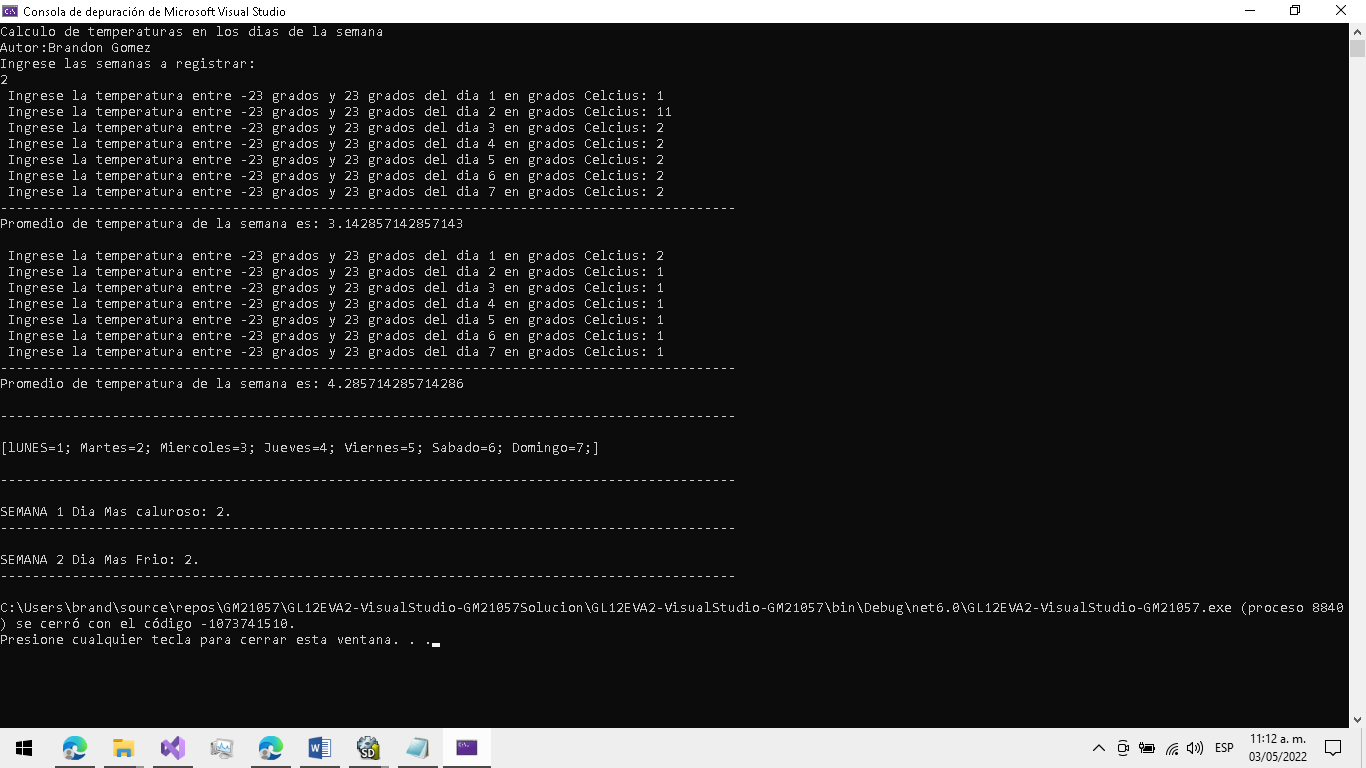 Consola de depuración de Microsoft Visual Studio
Calculo de temperaturas en los dias de la semana
Autor:Brandon Gomez
Ingrese las semanas a registrar:
2
Ingrese la temperatura entre -23 grados y 23 grados del dia 1 en grados Celcius: 1
Ingrese la temperatura entre -23 grados y 23 grados del dia 2 en grados Celcius: 11
Ingrese la temperatura entre -23 grados y 23 grados del dia 3 en grados Celcius: 2
Ingrese la temperatura entre -23 grados y 23 grados del dia 4 en grados Celcius: 2
Ingrese la temperatura entre -23 grados y 23 grados del dia 5 en grados Celcius: 2
Ingrese la temperatura entre -23 grados y 23 grados del dia 6 en grados Celcius: 2
Ingrese la temperatura entre -23 grados y 23 grados del dia 7 en grados Celcius: 2
--------------------------------------------------------------------------------------------
Promedio de temperatura de la semana es: 3.142857142857143
Ingrese la temperatura entre -23 grados y 23 grados del dia 1 en grados Celcius: 2
Ingrese la temperatura entre -23 grados y 23 grados del dia 2 en grados Celcius: 1
Ingrese la temperatura entre -23 grados y 23 grados del dia 3 en grados Celcius: 1
Ingrese la temperatura entre -23 grados y 23 grados del dia 4 en grados Celcius: 1
Ingrese la temperatura entre -23 grados y 23 grados del dia 5 en grados Celcius: 1
Ingrese la temperatura entre -23 grados y 23 grados del dia 6 en grados Celcius: 1
Ingrese la temperatura entre -23 grados y 23 grados del dia 7 en grados Celcius: 1
--------------------------------------------------------------------------------------------
Promedio de temperatura de la semana es: 4.285714285714286
--------------------------------------------------------------------------------------------
[lUNES=1; Martes=2; Miercoles=3; Jueves=4; Viernes=5; Sabado=6; Domingo=7;]
--------------------------------------------------------------------------------------------
SEMANA 1 Dia Mas caluroso: 2.
--------------------------------------------------------------------------------------------
SEMANA 2 Dia Mas Frio: 2.
--------------------------------------------------------------------------------------------
C:\Users\brand\source\repos\GM21057\GL12EVA2-VisualStudio-GM21057Solucion\GL12EVA2-VisualStudio-GM21057\bin\Debug\net6.0\GL12EVA2-VisualStudio-GM21057.exe (proceso 8840
) se cerró con el código -1073741510.
Presione cualquier tecla para cerrar esta ventana. . .
ESP
11:12 a. m.
03/05/2022